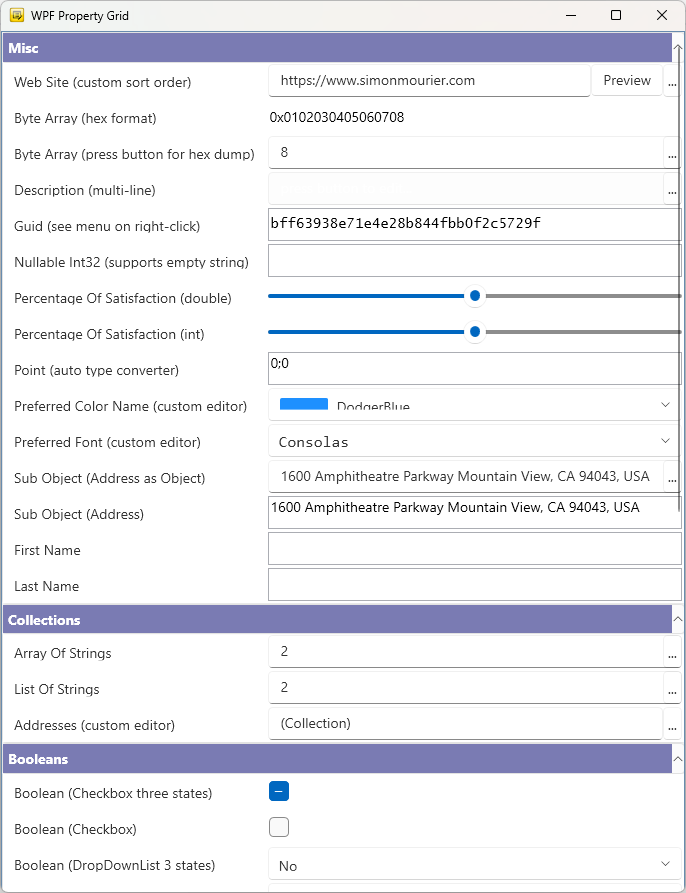 WPF Property Grid
Misc
Web Site (custom sort order) https://www.simonmourier.com Preview ...
Byte Array (hex format) 0x0102030405060708
Byte Array (press button for hex dump) 8 ...
Description (multi-line) ...
Guid (see menu on right-click) bff63938e71e4e28b844fbb0f2c5729f
Nullable Int32 (supports empty string)
Percentage Of Satisfaction (double)
Percentage Of Satisfaction (int)
Point (auto type converter) 0;0
Preferred Color Name (custom editor) DodgerBlue
Preferred Font (custom editor) Consolas
Sub Object (Address as Object) 1600 Amphitheatre Parkway Mountain View, CA 94043, USA ...
Sub Object (Address) 1600 Amphitheatre Parkway Mountain View, CA 94043, USA
First Name
Last Name
Collections
Array Of Strings 2 ...
List Of Strings 2 ...
Addresses (custom editor) (Collection) ...
Booleans
Boolean (Checkbox three states)
Boolean (Checkbox)
Boolean (DropDownList 3 states) No